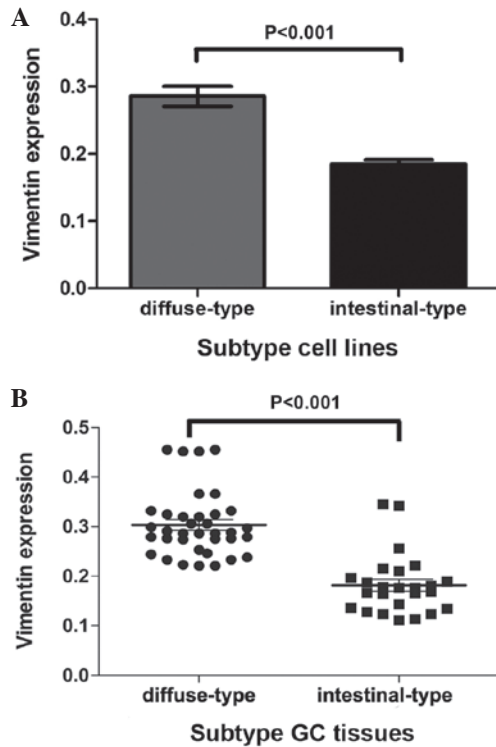 A
P<0.001
Vimentin expression
0.4
0.3
0.2
0.1
0.0
diffuse-type intestinal-type
Subtype cell lines
B
P<0.001
Vimentin expression
0.5
0.4
0.3
0.2
0.1
0.0
diffuse-type intestinal-type
Subtype GC tissues